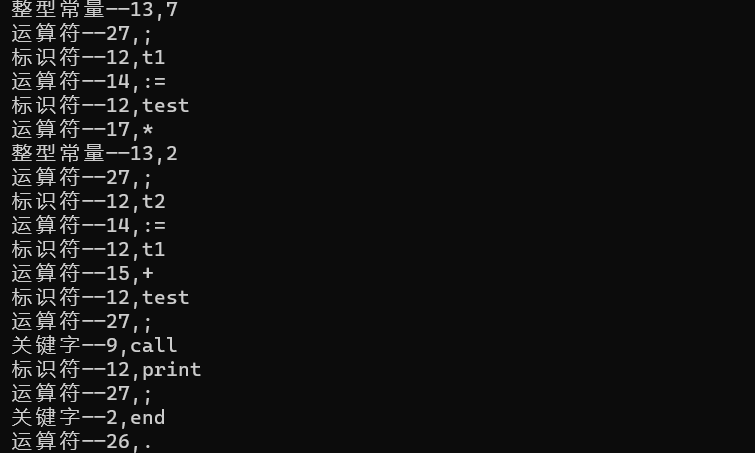 整型常量——13,7
运算符——27,;
标识符——12,t1
运算符——14,:=
标识符——12,test
运算符——17,*
整型常量——13,2
运算符——27,;
标识符——12,t2
运算符——14,:=
标识符——12,t1
运算符——15,+
标识符——12,test
运算符——27,;
关键字——9,call
标识符——12,print
运算符——27,;
关键字——2,end
运算符——26,.